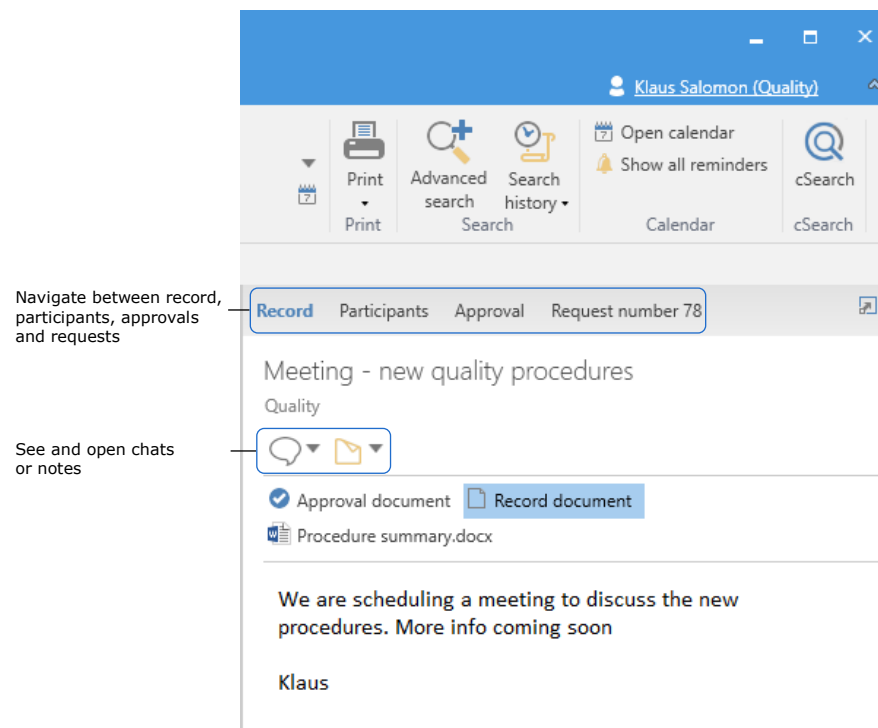 Klaus Salomon (Quality)
7
Print
Print
Advanced
search
Search
history
Search
7 Open calendar
Show all reminders
Calendar
cSearch
cSearch
Navigate between record,
participants, approvals
and requests
Record Participants Approval Request number 78
Meeting - new quality procedures
Quality
See and open chats
or notes
Approval document Record document
W Procedure summary.docx
We are scheduling a meeting to discuss the new
procedures. More info coming soon
Klaus